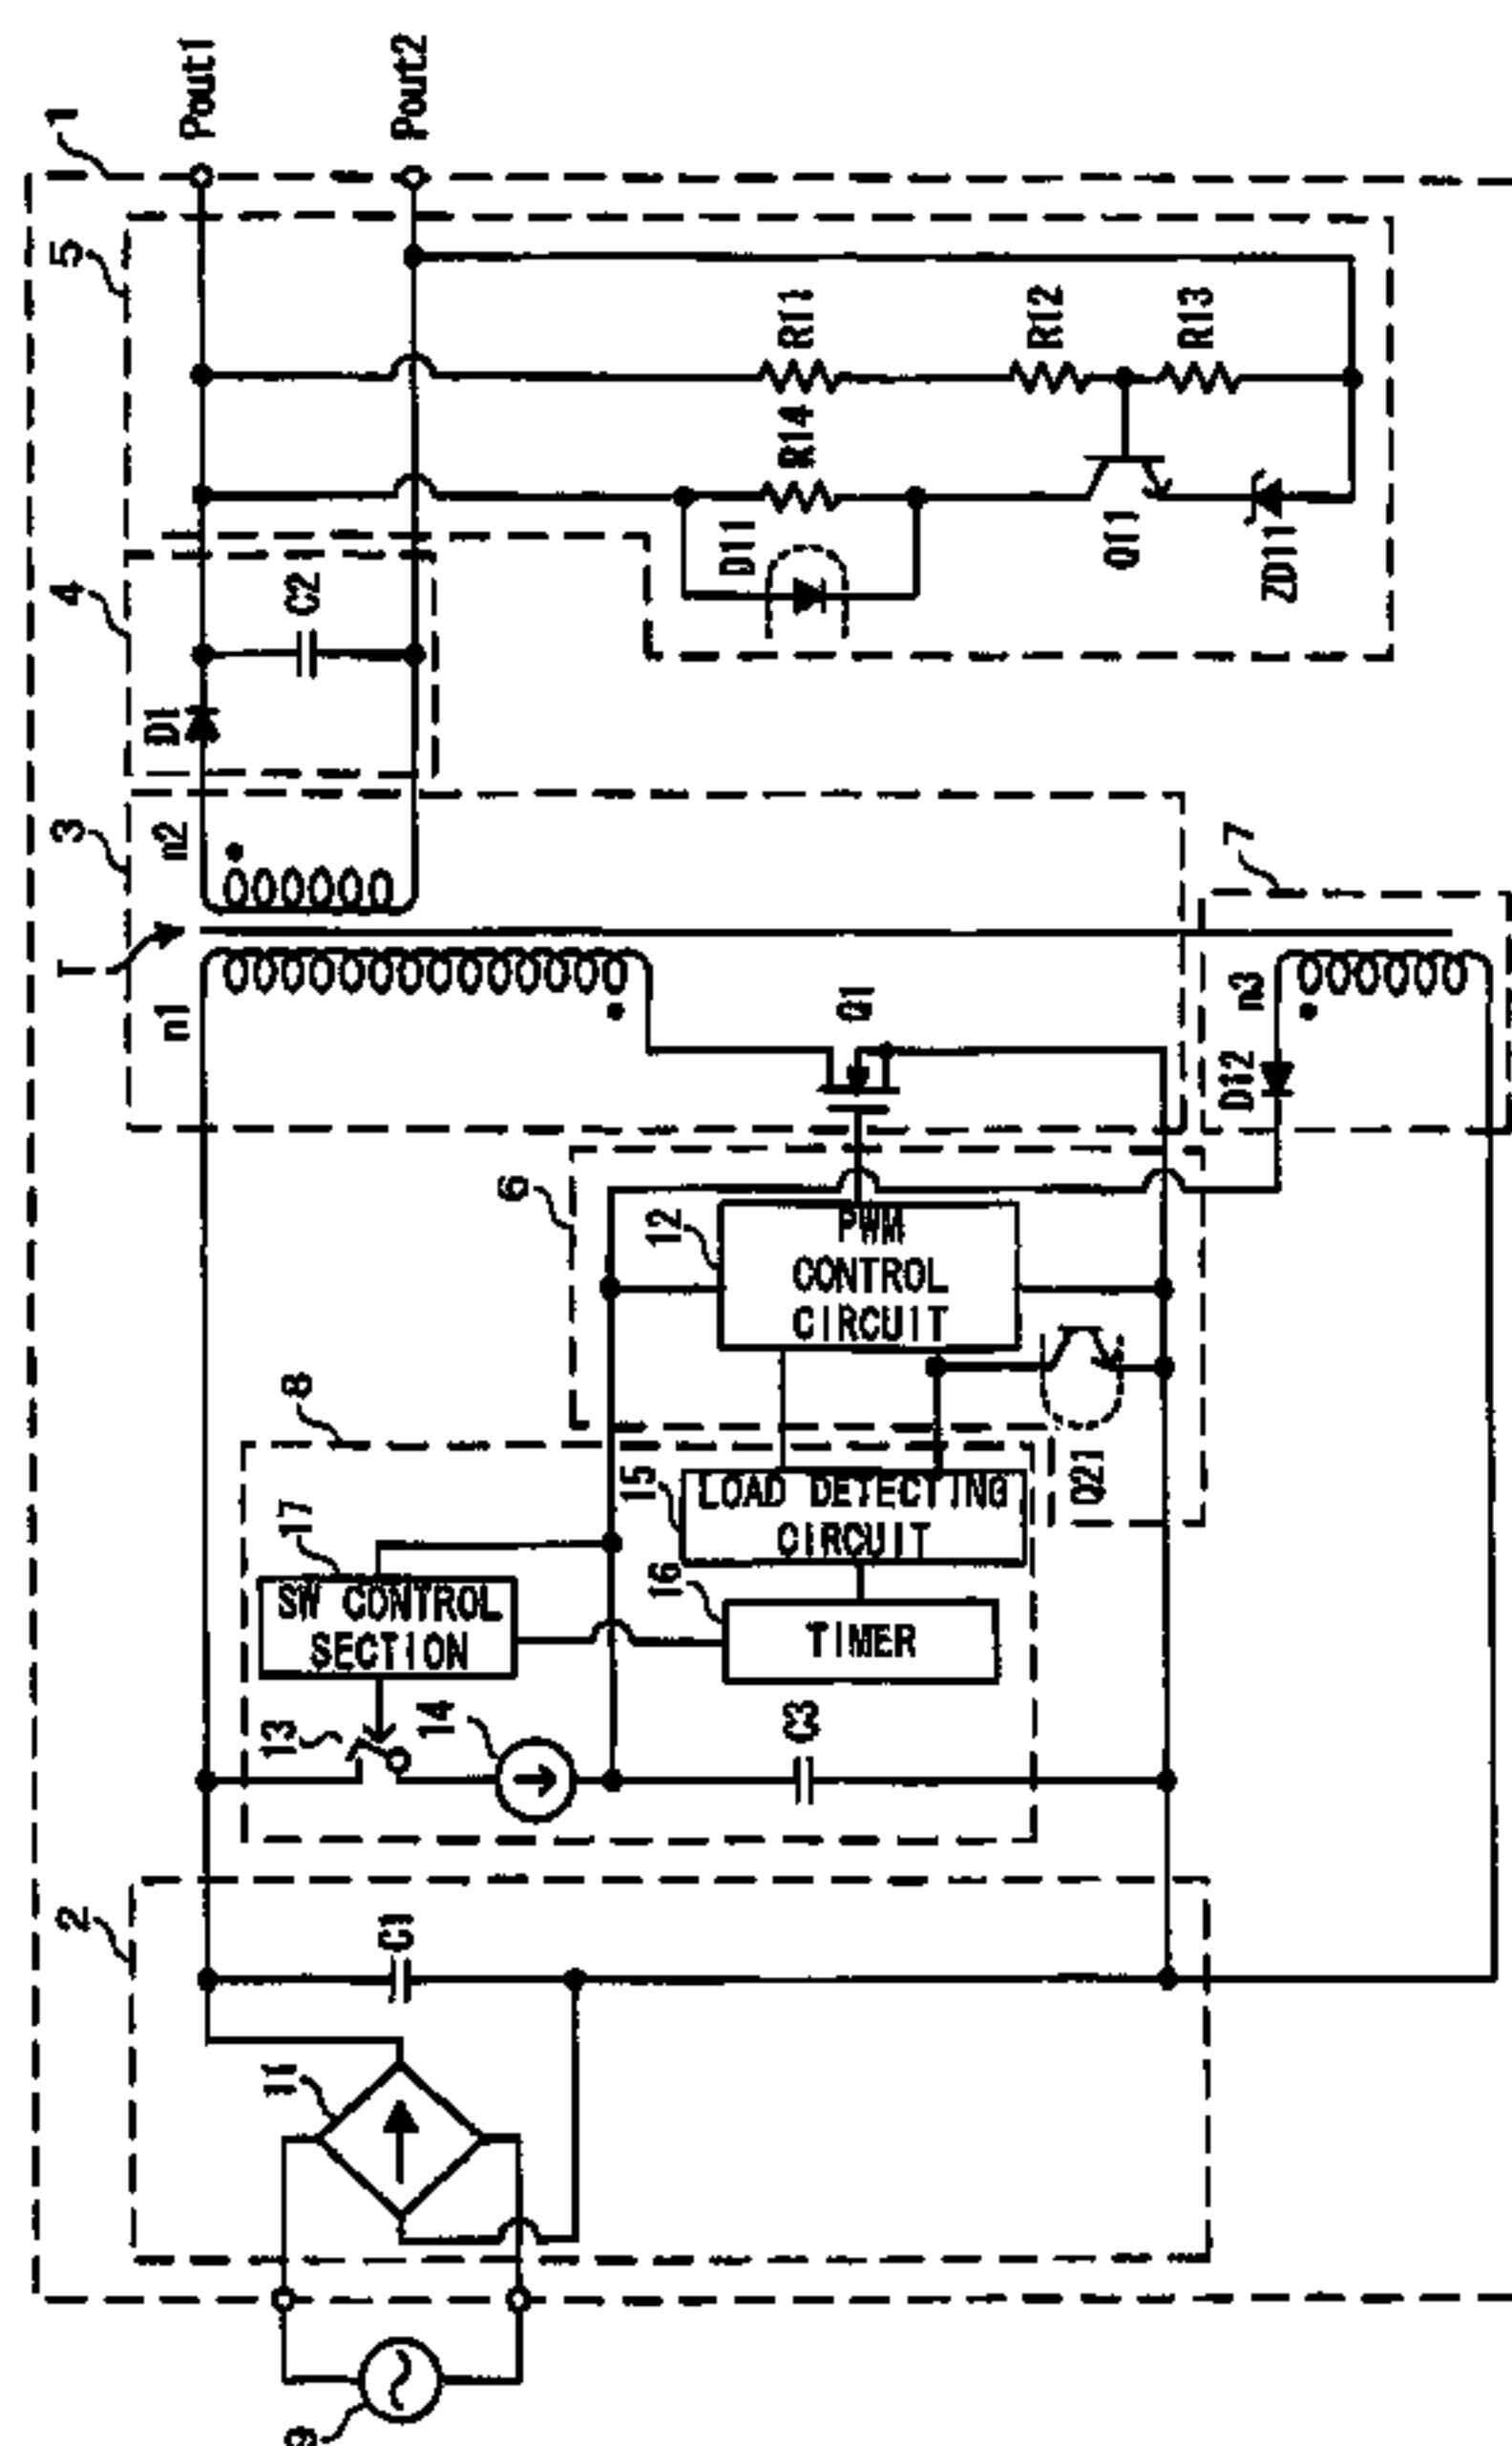 1
Pout1
Pout2
5
R11
R12
R13
R14
D11
Q11
ZD11
4
C2
D1
3
n2
T
n1
Q1
7
n3
D12
6
12
PWM
CONTROL
CIRCUIT
Q21
8
15
LOAD DETECTING
CIRCUIT
17
SW CONTROL
SECTION
16
TIMER
13
14
C3
2
C1
11
9